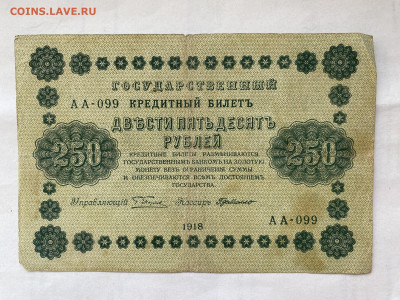 COINS.LAVE.RU
ГОСУДАРСТВЕННЫЙ
АА-099 КРЕДИТНЫЙ БИЛЕТЪ
ДВѢСТИ ПЯТЬДЕСЯТЪ
РУБЛЕЙ
250 250
КРЕДИТНЫЕ БИЛЕТЫ РАЗМѢНИВАЮТСЯ
ГОСУДАРСТВЕННЫМЪ БАНКОМЪ НА ЗОЛОТУЮ
МОНЕТУ БЕЗЪ ОГРАНИЧЕНІЯ СУММЫ
И ОБЕЗПЕЧИВАЮТСЯ ВСѢМЪ ДОСТОЯНІЕМЪ
ГОСУДАРСТВА.
Управляющій Кассиръ
1918
АА-099